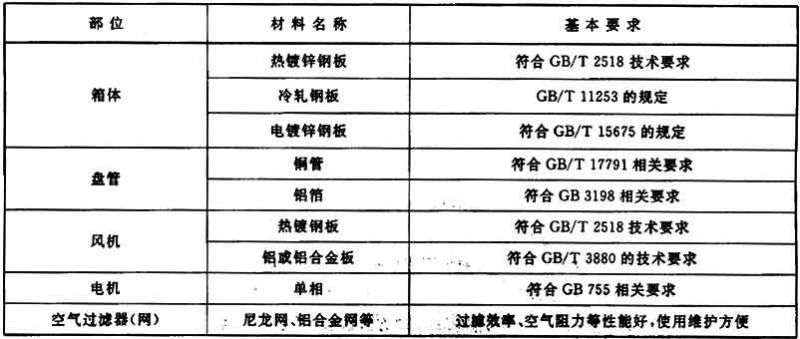 部位 材料名称 基本要求
箱体 热镀锌钢板 符合 GB/T 2518 技术要求
冷轧钢板 GB/T 11253 的规定
电镀锌钢板 符合 GB/T 15675 的规定
盘管 铜管 符合 GB/T 17791 相关要求
铝箔 符合 GB 3198 相关要求
风机 热镀钢板 符合 GB/T 2518 技术要求
铝或铝合金板 符合 GB/T 3880 的技术要求
电机 单相 符合 GB 755 相关要求
空气过滤器(网) 尼龙网、铝合金网等 过滤效率、空气阻力等性能好,使用维护方便